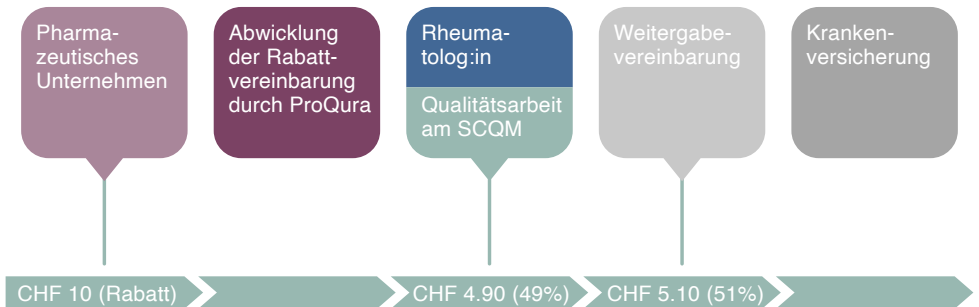 Pharma-
zeutisches
Unternehmen
Abwicklung
der Rabatt-
vereinbarung
durch ProQura
Rheuma-
tolog:in
Qualitätsarbeit
am SCQM
Weitergabe-
vereinbarung
Kranken-
versicherung
CHF 10 (Rabatt)
CHF 4.90 (49%)
CHF 5.10 (51%)